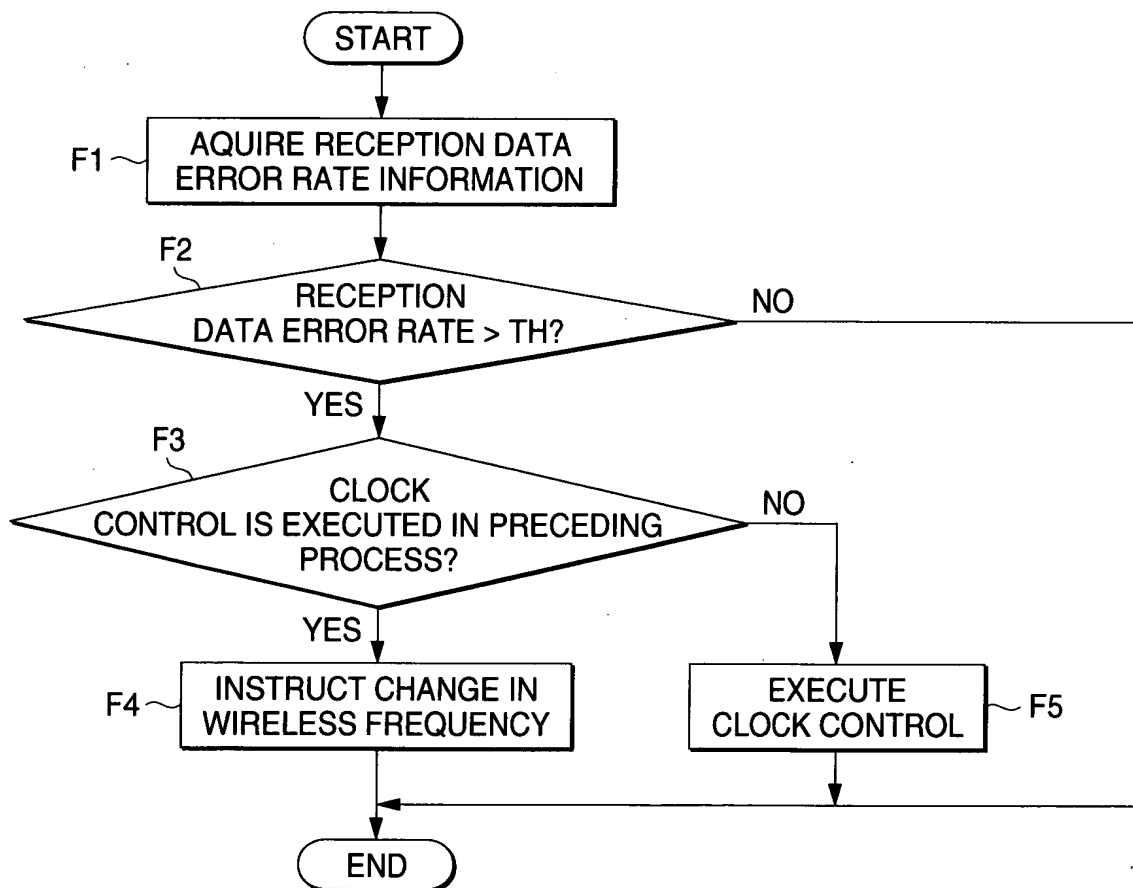 START
F1
AQUIRE RECEPTION DATA
ERROR RATE INFORMATION
F2
RECEPTION
DATA ERROR RATE > TH?
NO
YES
F3
CLOCK
CONTROL IS EXECUTED IN PRECEDING
PROCESS?
NO
YES
F4
INSTRUCT CHANGE IN
WIRELESS FREQUENCY
EXECUTE
CLOCK CONTROL
F5
END